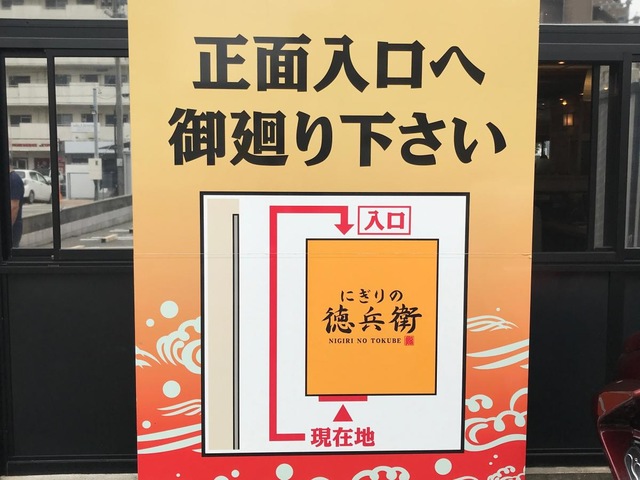 正面入口へ
御廻り下さい
入口
にぎりの
徳兵衛
NIGIRI NO TOKUBE
現在地